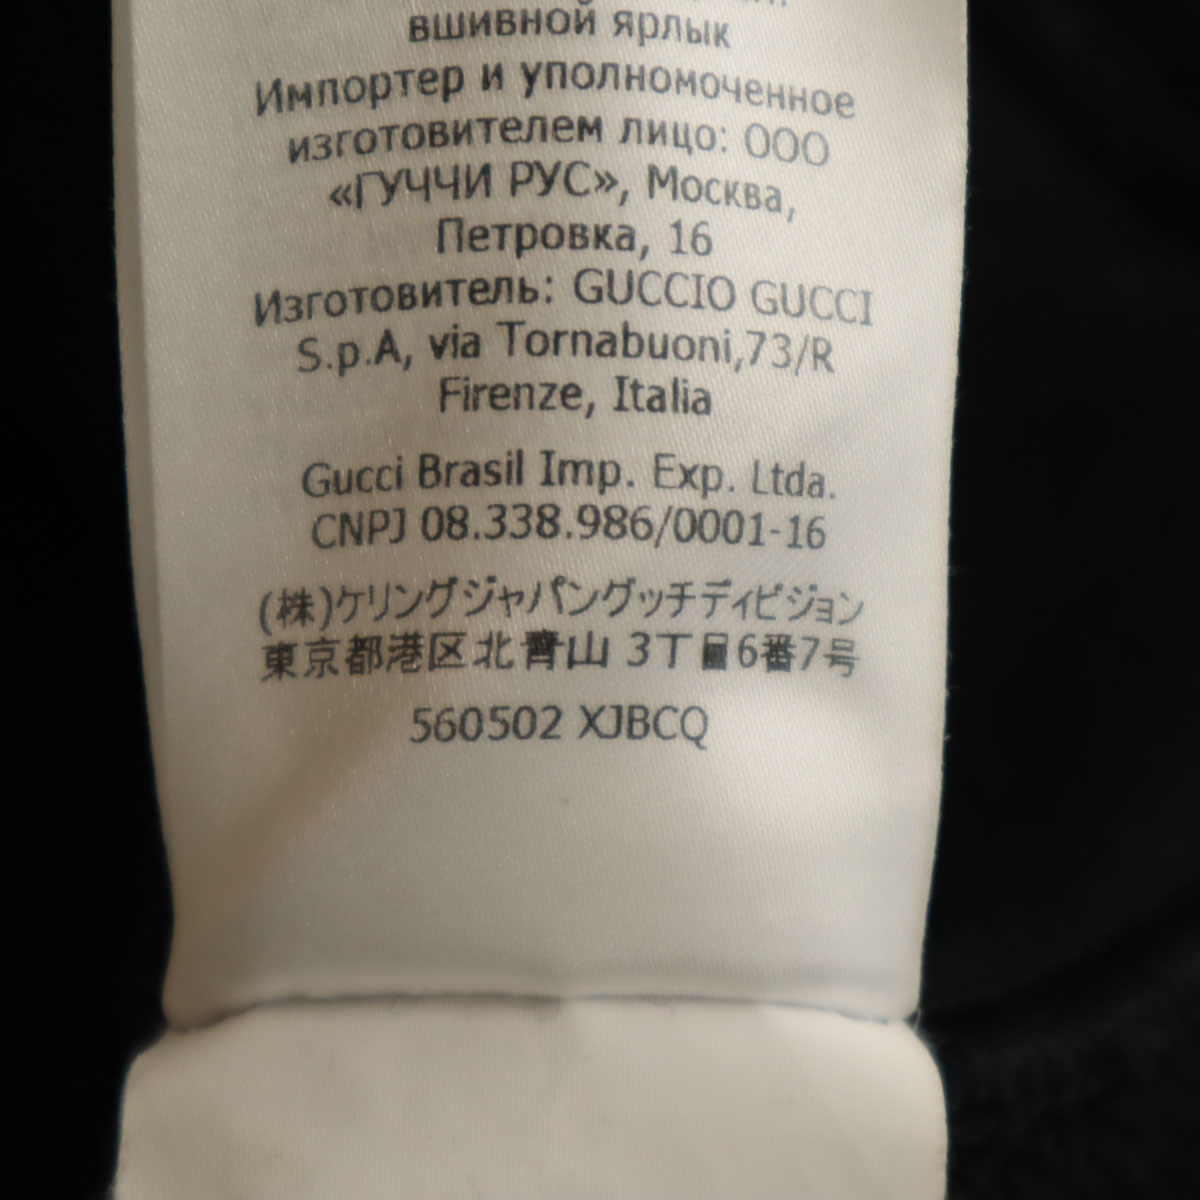 вшивной ярлык
Импортер и уполномоченное
изготовителем лицо: ООО
«ГУЧЧИ РУС», Москва,
Петровка, 16
Изготовитель: GUCCIO GUCCI
S.p.A, via Tornabuoni,73/R
Firenze, Italia
Gucci Brasil Imp. Exp. Ltda.
CNPJ 08.338.986/0001-16
(株)ケリングジャパングッチディビジョン
東京都港区北青山 3丁目6番7号
560502 XJBCQ